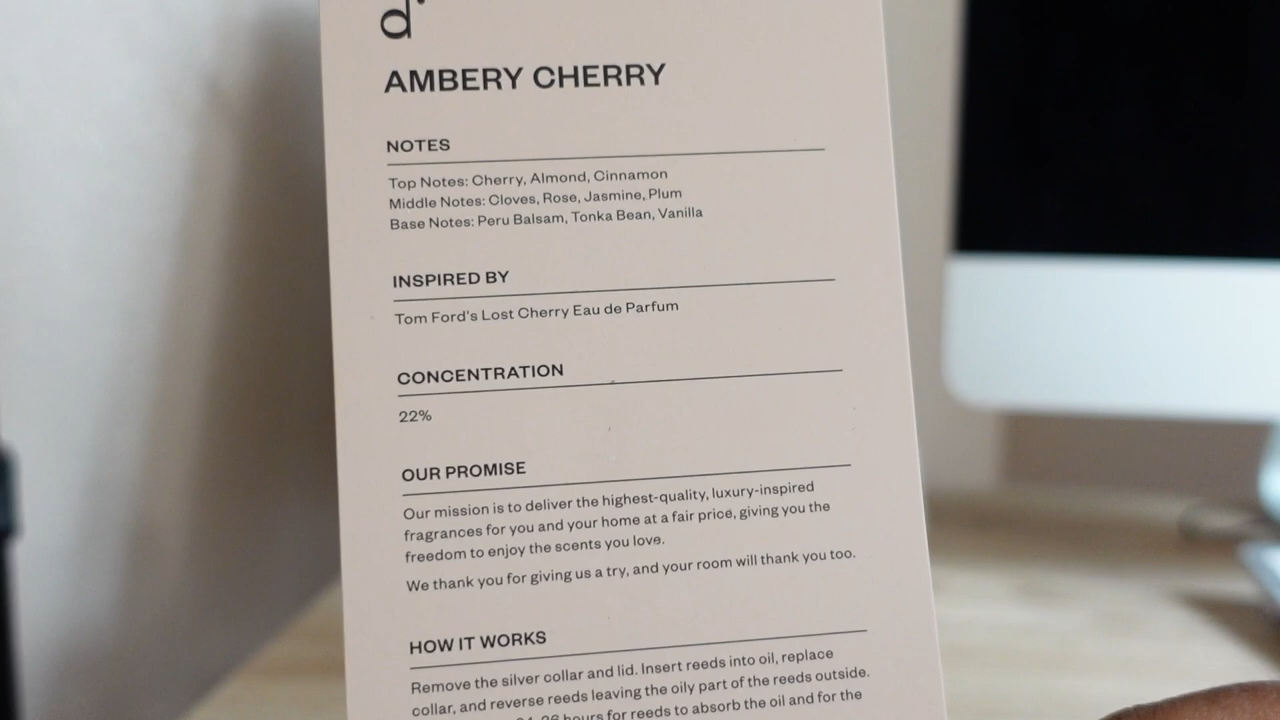 d
AMBERY CHERRY
NOTES
Top Notes: Cherry, Almond, Cinnamon
Middle Notes: Cloves, Rose, Jasmine, Plum
Base Notes: Peru Balsam, Tonka Bean, Vanilla
INSPIRED BY
Tom Ford's Lost Cherry Eau de Parfum
CONCENTRATION
22%
OUR PROMISE
Our mission is to deliver the highest-quality, luxury-inspired
fragrances for you and your home at a fair price, giving you the
freedom to enjoy the scents you love.
We thank you for giving us a try, and your room will thank you too.
HOW IT WORKS
Remove the silver collar and lid. Insert reeds into oil, replace
collar, and reverse reeds leaving the oily part of the reeds outside.
hours for reeds to absorb the oil and for the